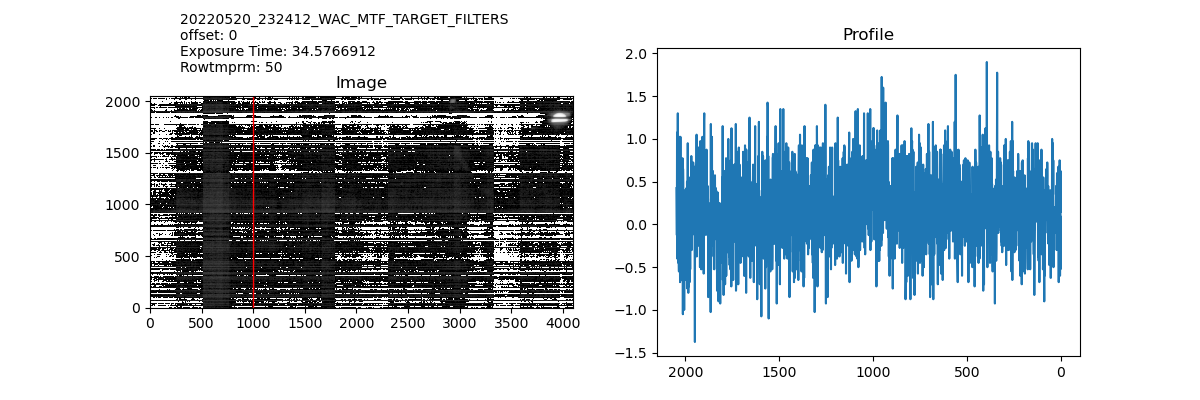 20220520_232412_WAC_MTF_TARGET_FILTERS
offset: 0
Exposure Time: 34.5766912
Rowtmprm: 50
Image
2000
1500
1000
500
0
0 500 1000 1500 2000 2500 3000 3500 4000
Profile
2.0
1.5
1.0
0.5
0.0
−0.5
−1.0
−1.5
2000 1500 1000 500 0